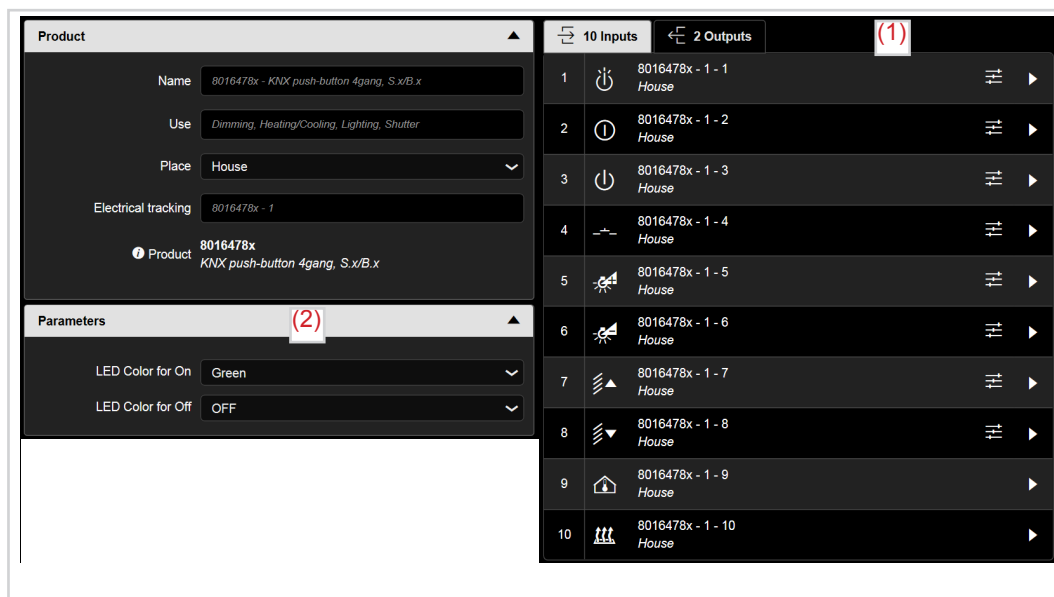 Product
Name 8016478x - KNX push-button 4gang, S.x/B.x
Use Dimming, Heating/Cooling, Lighting, Shutter
Place House
Electrical tracking 8016478x - 1
Product 8016478x
KNX push-button 4gang, S.x/B.x
Parameters (2)
LED Color for On Green
LED Color for Off OFF
10 Inputs 2 Outputs (1)
1 8016478x - 1 - 1
House
2 8016478x - 1 - 2
House
3 8016478x - 1 - 3
House
4 8016478x - 1 - 4
House
5 8016478x - 1 - 5
House
6 8016478x - 1 - 6
House
7 8016478x - 1 - 7
House
8 8016478x - 1 - 8
House
9 8016478x - 1 - 9
House
10 8016478x - 1 - 10
House